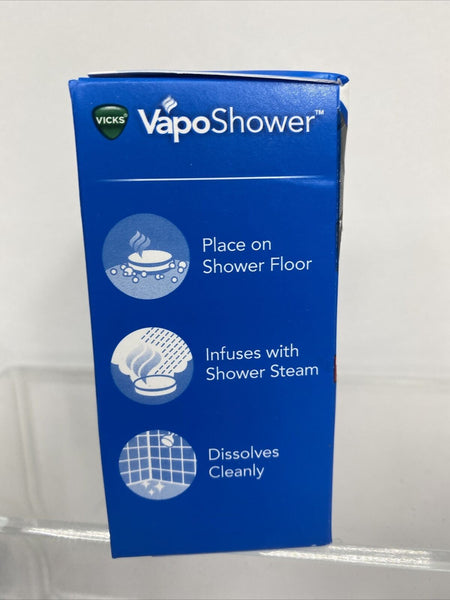 VICKS
VapoShower™
Place on
Shower Floor
Infuses with
Shower Steam
Dissolves
Cleanly